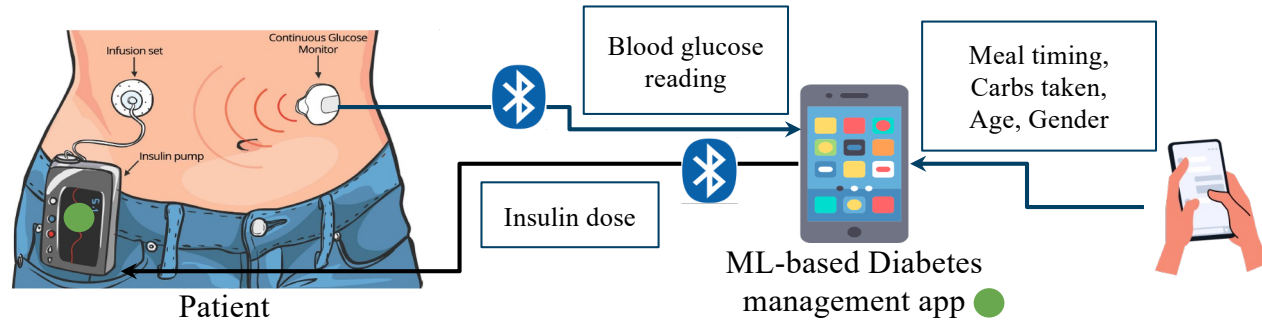 Infusion set
Continuous Glucose
Monitor
Insulin pump
Blood glucose
reading
Meal timing,
Carbs taken,
Age, Gender
Insulin dose
ML-based Diabetes
management app
Patient